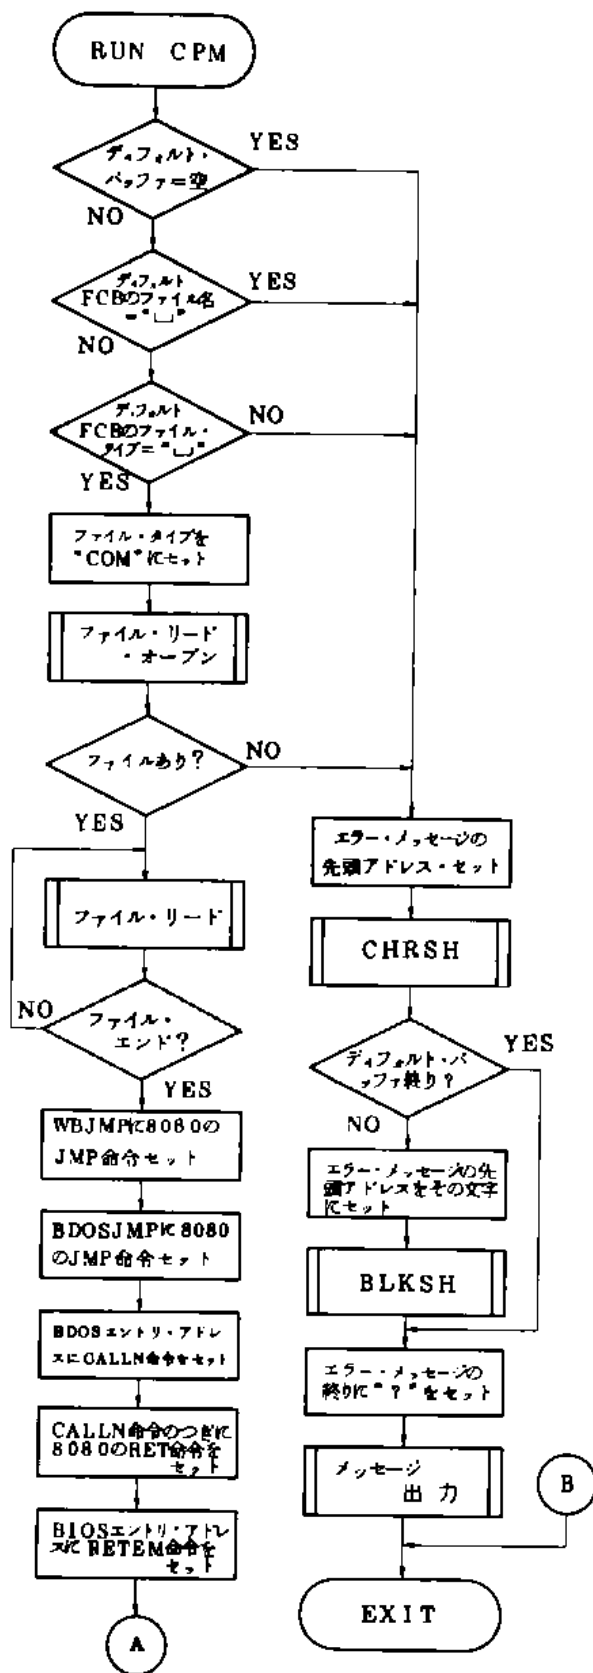 RUN CPM
ディフォルト・
バッファ=空
YES
NO
ディフォルト
FCBのファイル名
="␣"
YES
NO
ディフォルト
FCBのファイル・
タイプ="␣"
NO
YES
ファイル・タイプを
"COM"にセット
ファイル・リード
・オープン
ファイルあり?
NO
YES
ファイル・リード
ファイル・
エンド?
NO
YES
WBJMPに8080の
JMP命令セット
BDOSJMPに8080
のJMP命令セット
BDOSエントリ・アドレ
スにCALLN命令をセット
CALLN命令のつぎに
8080のRET命令を
セット
BIOSエントリ・アドレ
スにRETEM命令を
セット
A
エラー・メッセージの
先頭アドレス・セット
CHRSH
ディフォルト・バ
ッファ終り?
YES
NO
エラー・メッセージの先
頭アドレスをその文字
にセット
BLKSH
エラー・メッセージの
終りに"?"をセット
メッセージ
出力
B
EXIT